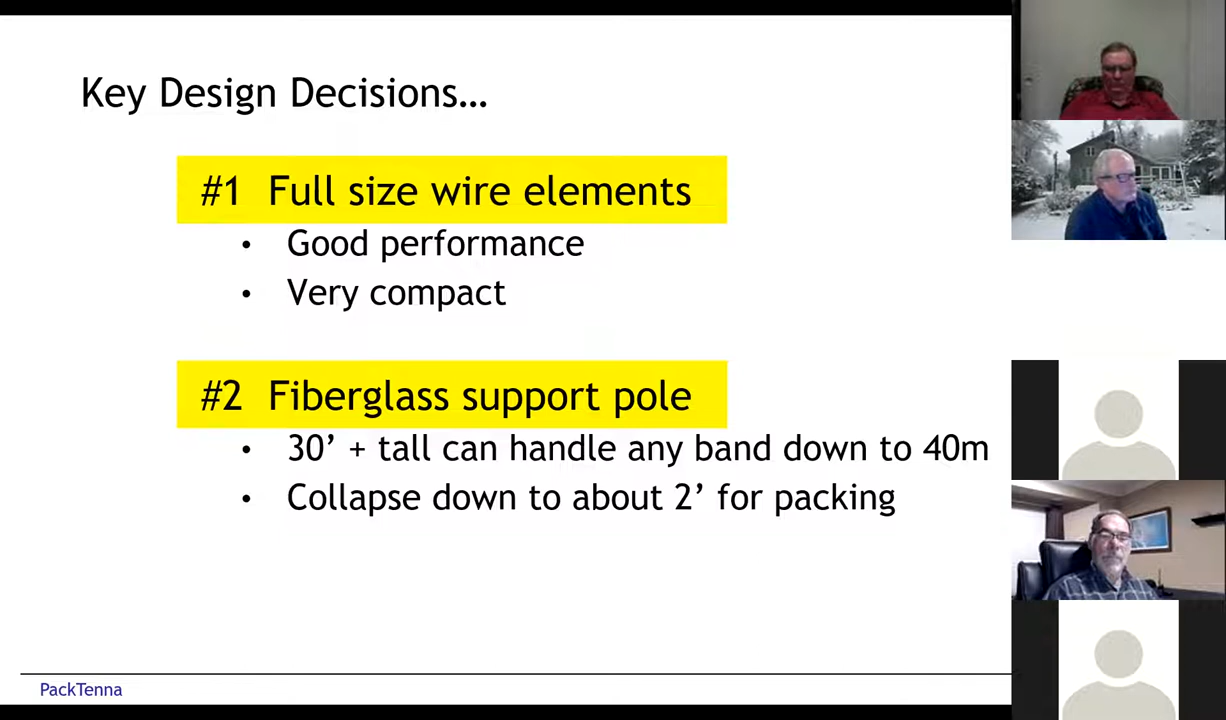 Key Design Decisions…
#1 Full size wire elements
• Good performance
• Very compact
#2 Fiberglass support pole
• 30’ + tall can handle any band down to 40m
• Collapse down to about 2’ for packing
PackTenna